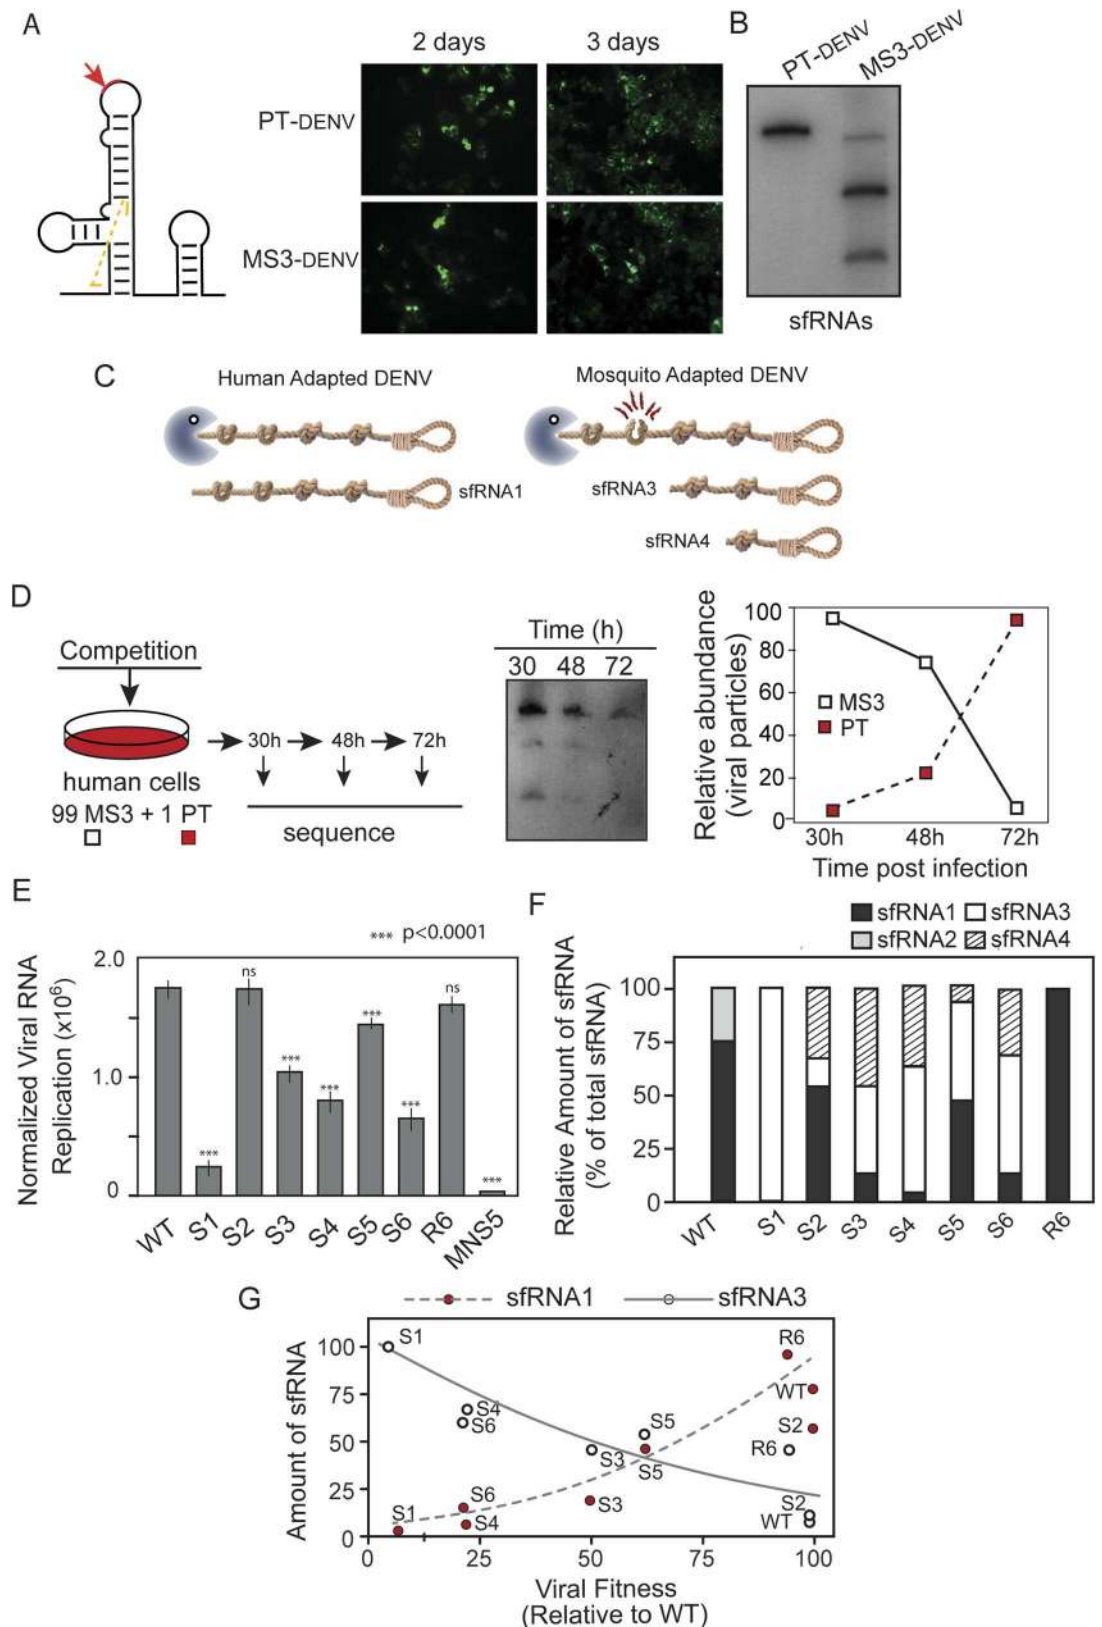 A
2 days
3 days
PT-DENV
MS3-DENV
B
PT-DENV
MS3-DENV
sfRNAs
C
Human Adapted DENV
Mosquito Adapted DENV
sfRNA1
sfRNA3
sfRNA4
D
Competition
30h
48h
72h
human cells
99 MS3 + 1 PT
sequence
Time (h)
30 48 72
Relative abundance
(viral particles)
100
80
60
40
20
0
MS3
PT
30h 48h 72h
Time post infection
E
*** p<0.0001
Normalized Viral RNA
Replication (x10⁶)
2.0
1.0
0
***
ns
***
***
***
***
ns
***
WT
S1
S2
S3
S4
S5
S6
R6
MNS5
F
sfRNA1
sfRNA3
sfRNA2
sfRNA4
Relative Amount of sfRNA
(% of total sfRNA)
100
75
50
25
0
WT
S1
S2
S3
S4
S5
S6
R6
G
sfRNA1
sfRNA3
Amount of sfRNA
100
75
50
25
0
S1
S4
S6
S6
S1
S4
S3
S3
S5
S5
R6
WT
S2
R6
S2
WT
0 25 50 75 100
Viral Fitness
(Relative to WT)